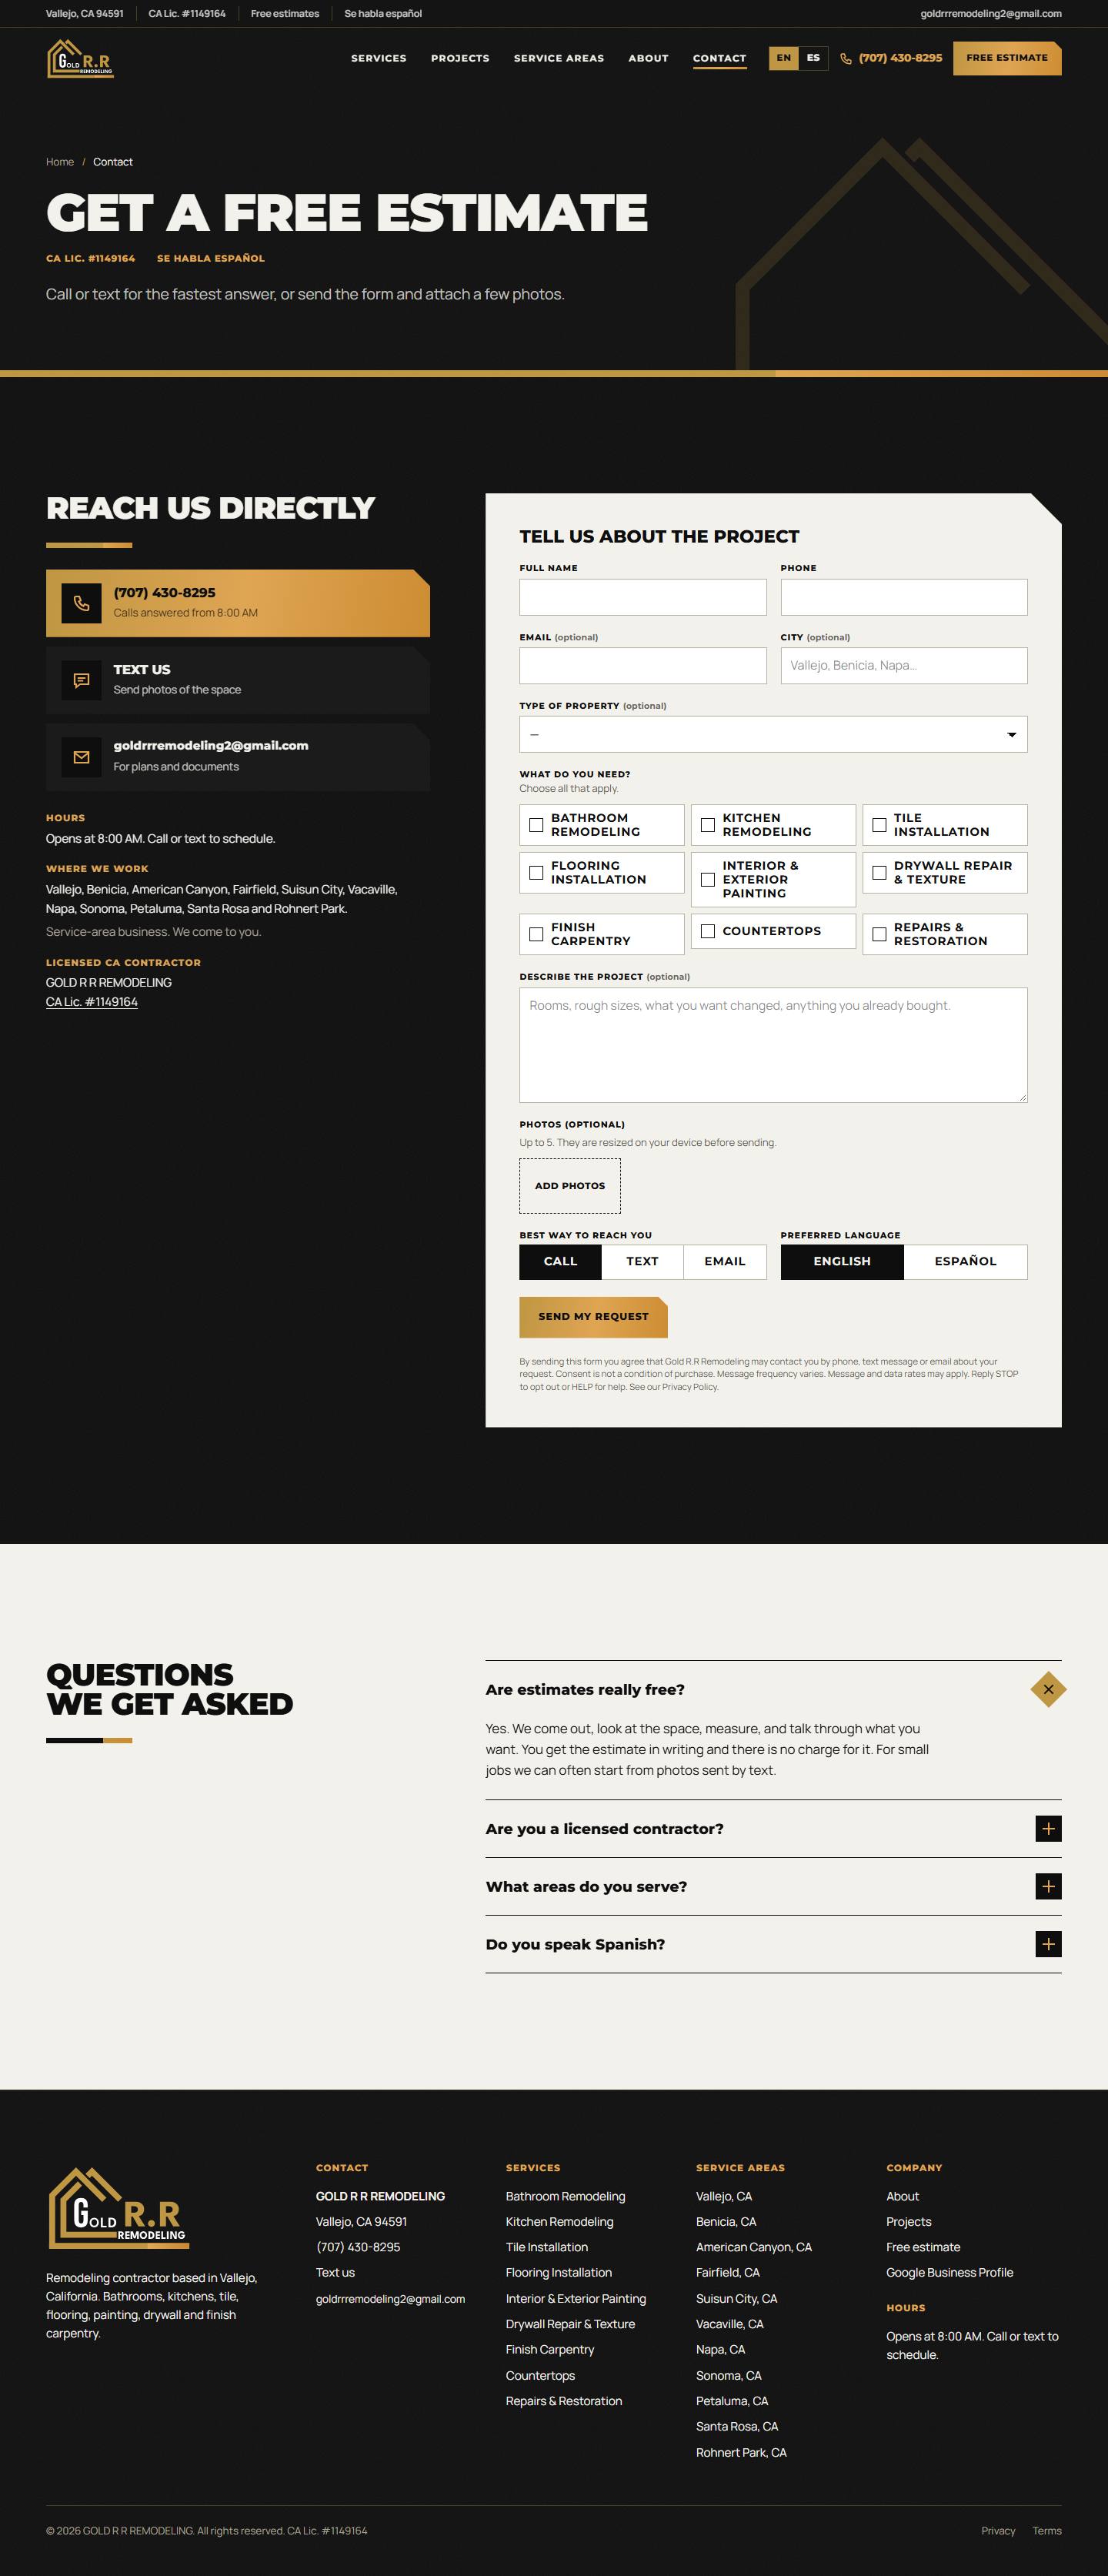 Vallejo, CA 94591
CA Lic. #1149164
Free estimates
Se habla español
goldrrremodeling2@gmail.com
GOLD R.R
REMODELING
SERVICES
PROJECTS
SERVICE AREAS
ABOUT
CONTACT
EN
ES
(707) 430-8295
FREE ESTIMATE
Home / Contact
GET A FREE ESTIMATE
CA LIC. #1149164
SE HABLA ESPAÑOL
Call or text for the fastest answer, or send the form and attach a few photos.
REACH US DIRECTLY
(707) 430-8295
Calls answered from 8:00 AM
TEXT US
Send photos of the space
goldrrremodeling2@gmail.com
For plans and documents
HOURS
Opens at 8:00 AM. Call or text to schedule.
WHERE WE WORK
Vallejo, Benicia, American Canyon, Fairfield, Suisun City, Vacaville,
Napa, Sonoma, Petaluma, Santa Rosa and Rohnert Park.
Service-area business. We come to you.
LICENSED CA CONTRACTOR
GOLD R R REMODELING
CA Lic. #1149164
TELL US ABOUT THE PROJECT
FULL NAME
PHONE
EMAIL (optional)
CITY (optional)
Vallejo, Benicia, Napa...
TYPE OF PROPERTY (optional)
—
WHAT DO YOU NEED?
Choose all that apply.
BATHROOM
REMODELING
KITCHEN
REMODELING
TILE
INSTALLATION
FLOORING
INSTALLATION
INTERIOR &
EXTERIOR
PAINTING
DRYWALL REPAIR
& TEXTURE
FINISH
CARPENTRY
COUNTERTOPS
REPAIRS &
RESTORATION
DESCRIBE THE PROJECT (optional)
Rooms, rough sizes, what you want changed, anything you already bought.
PHOTOS (OPTIONAL)
Up to 5. They are resized on your device before sending.
ADD PHOTOS
BEST WAY TO REACH YOU
CALL
TEXT
EMAIL
PREFERRED LANGUAGE
ENGLISH
ESPAÑOL
SEND MY REQUEST
By sending this form you agree that Gold R.R Remodeling may contact you by phone, text message or email about your
request. Consent is not a condition of purchase. Message frequency varies. Message and data rates may apply. Reply STOP
to opt out or HELP for help. See our Privacy Policy.
QUESTIONS
WE GET ASKED
Are estimates really free?
Yes. We come out, look at the space, measure, and talk through what you
want. You get the estimate in writing and there is no charge for it. For small
jobs we can often start from photos sent by text.
Are you a licensed contractor?
What areas do you serve?
Do you speak Spanish?
GOLD R.R
REMODELING
Remodeling contractor based in Vallejo,
California. Bathrooms, kitchens, tile,
flooring, painting, drywall and finish
carpentry.
CONTACT
GOLD R R REMODELING
Vallejo, CA 94591
(707) 430-8295
Text us
goldrrremodeling2@gmail.com
SERVICES
Bathroom Remodeling
Kitchen Remodeling
Tile Installation
Flooring Installation
Interior & Exterior Painting
Drywall Repair & Texture
Finish Carpentry
Countertops
Repairs & Restoration
SERVICE AREAS
Vallejo, CA
Benicia, CA
American Canyon, CA
Fairfield, CA
Suisun City, CA
Vacaville, CA
Napa, CA
Sonoma, CA
Petaluma, CA
Santa Rosa, CA
Rohnert Park, CA
COMPANY
About
Projects
Free estimate
Google Business Profile
HOURS
Opens at 8:00 AM. Call or text to
schedule.
© 2026 GOLD R R REMODELING. All rights reserved. CA Lic. #1149164
Privacy
Terms